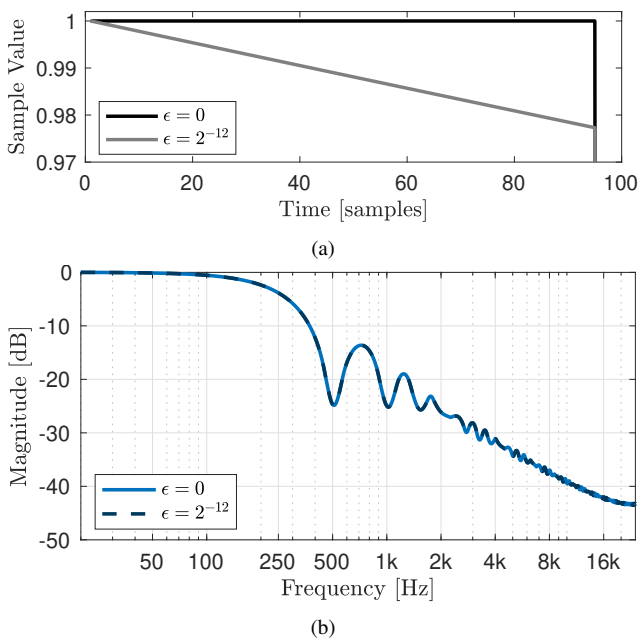 1
0.99
0.98
0.97
Sample Value
ϵ = 0
ϵ = 2^{-12}
0 20 40 60 80 100
Time [samples]
(a)
0
-10
-20
-30
-40
-50
Magnitude [dB]
ϵ = 0
ϵ = 2^{-12}
50 100 250 500 1k 2k 4k 8k 16k
Frequency [Hz]
(b)